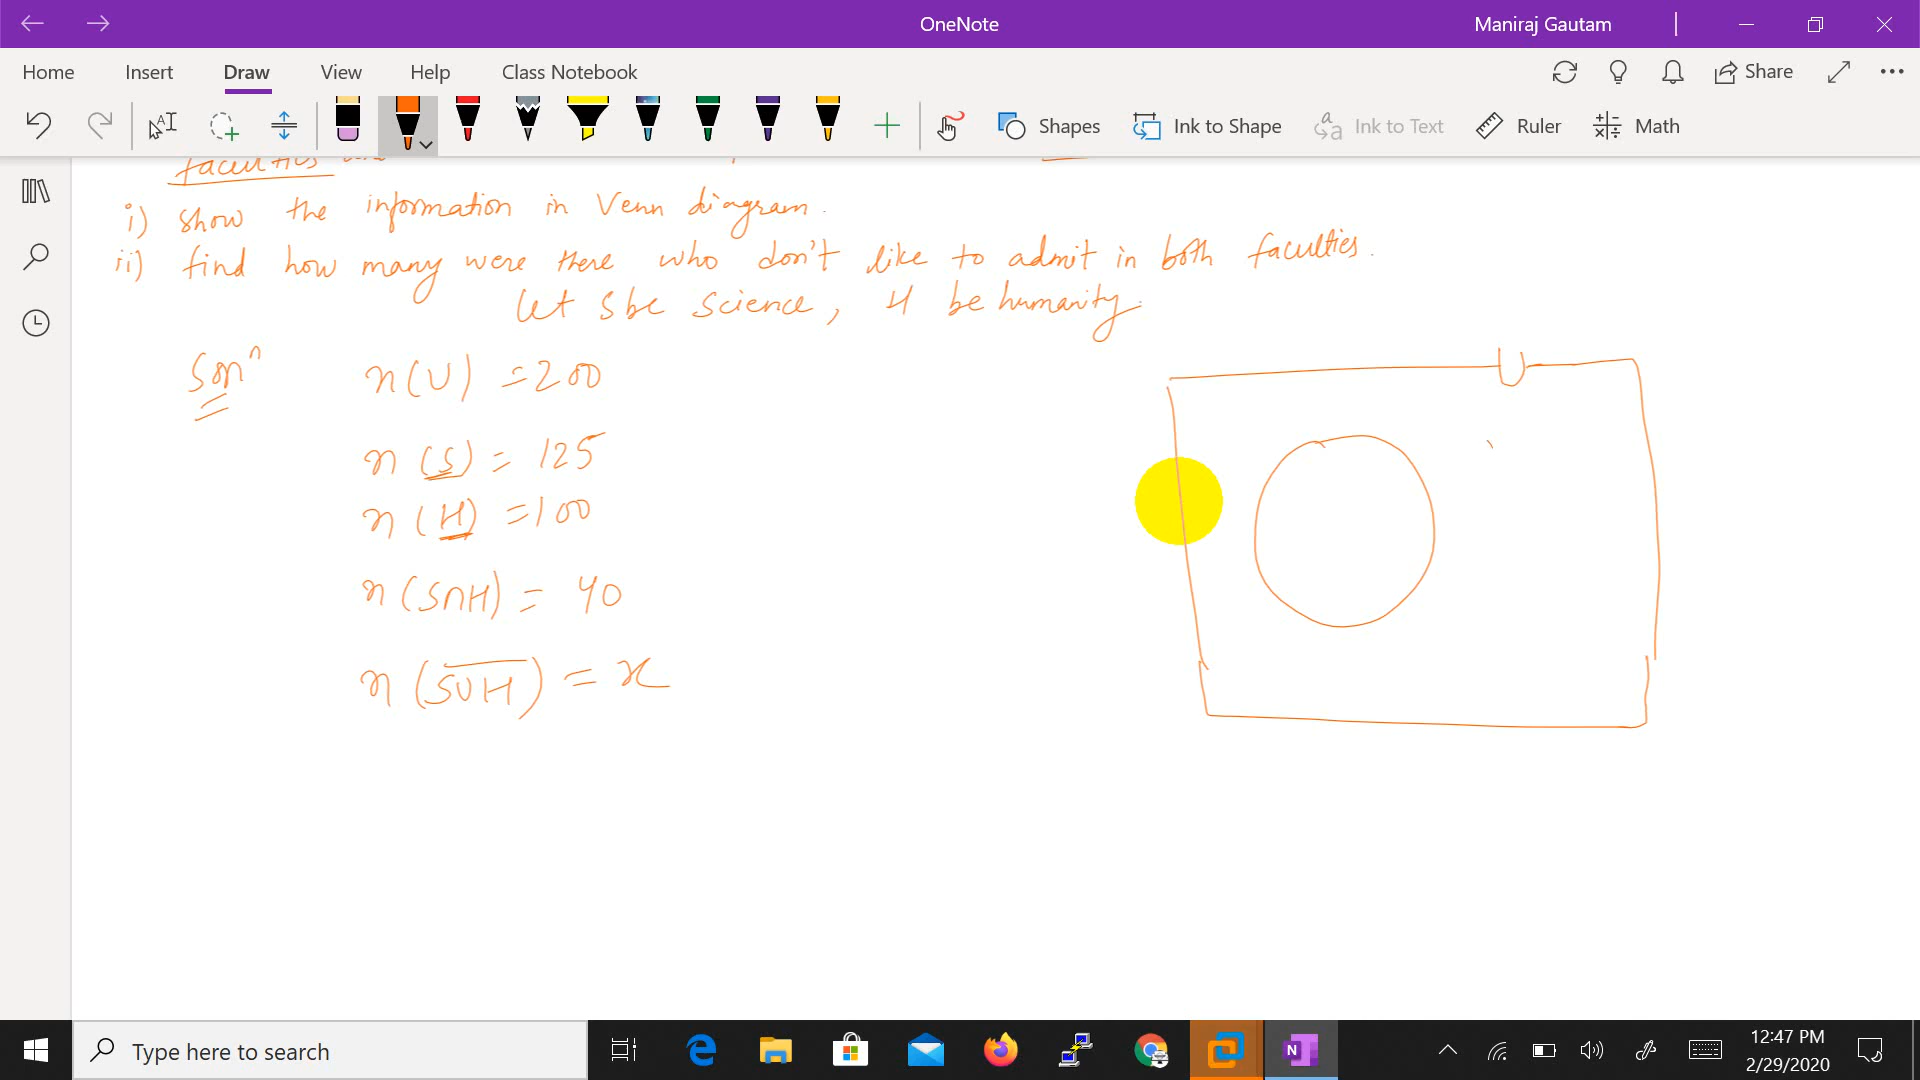 OneNote
Maniraj Gautam
Home Insert Draw View Help Class Notebook
Share
Shapes Ink to Shape Ink to Text Ruler Math
faculties
i) show the information in Venn diagram.
ii) find how many were there who don't like to admit in both faculties.
let S be science, H be humanity.
Solⁿ n(U) = 200
U
n(S) = 125
n(H) = 100
n(S∩H) = 40
n(S̅∪̅H̅) = x
Type here to search
12:47 PM
2/29/2020